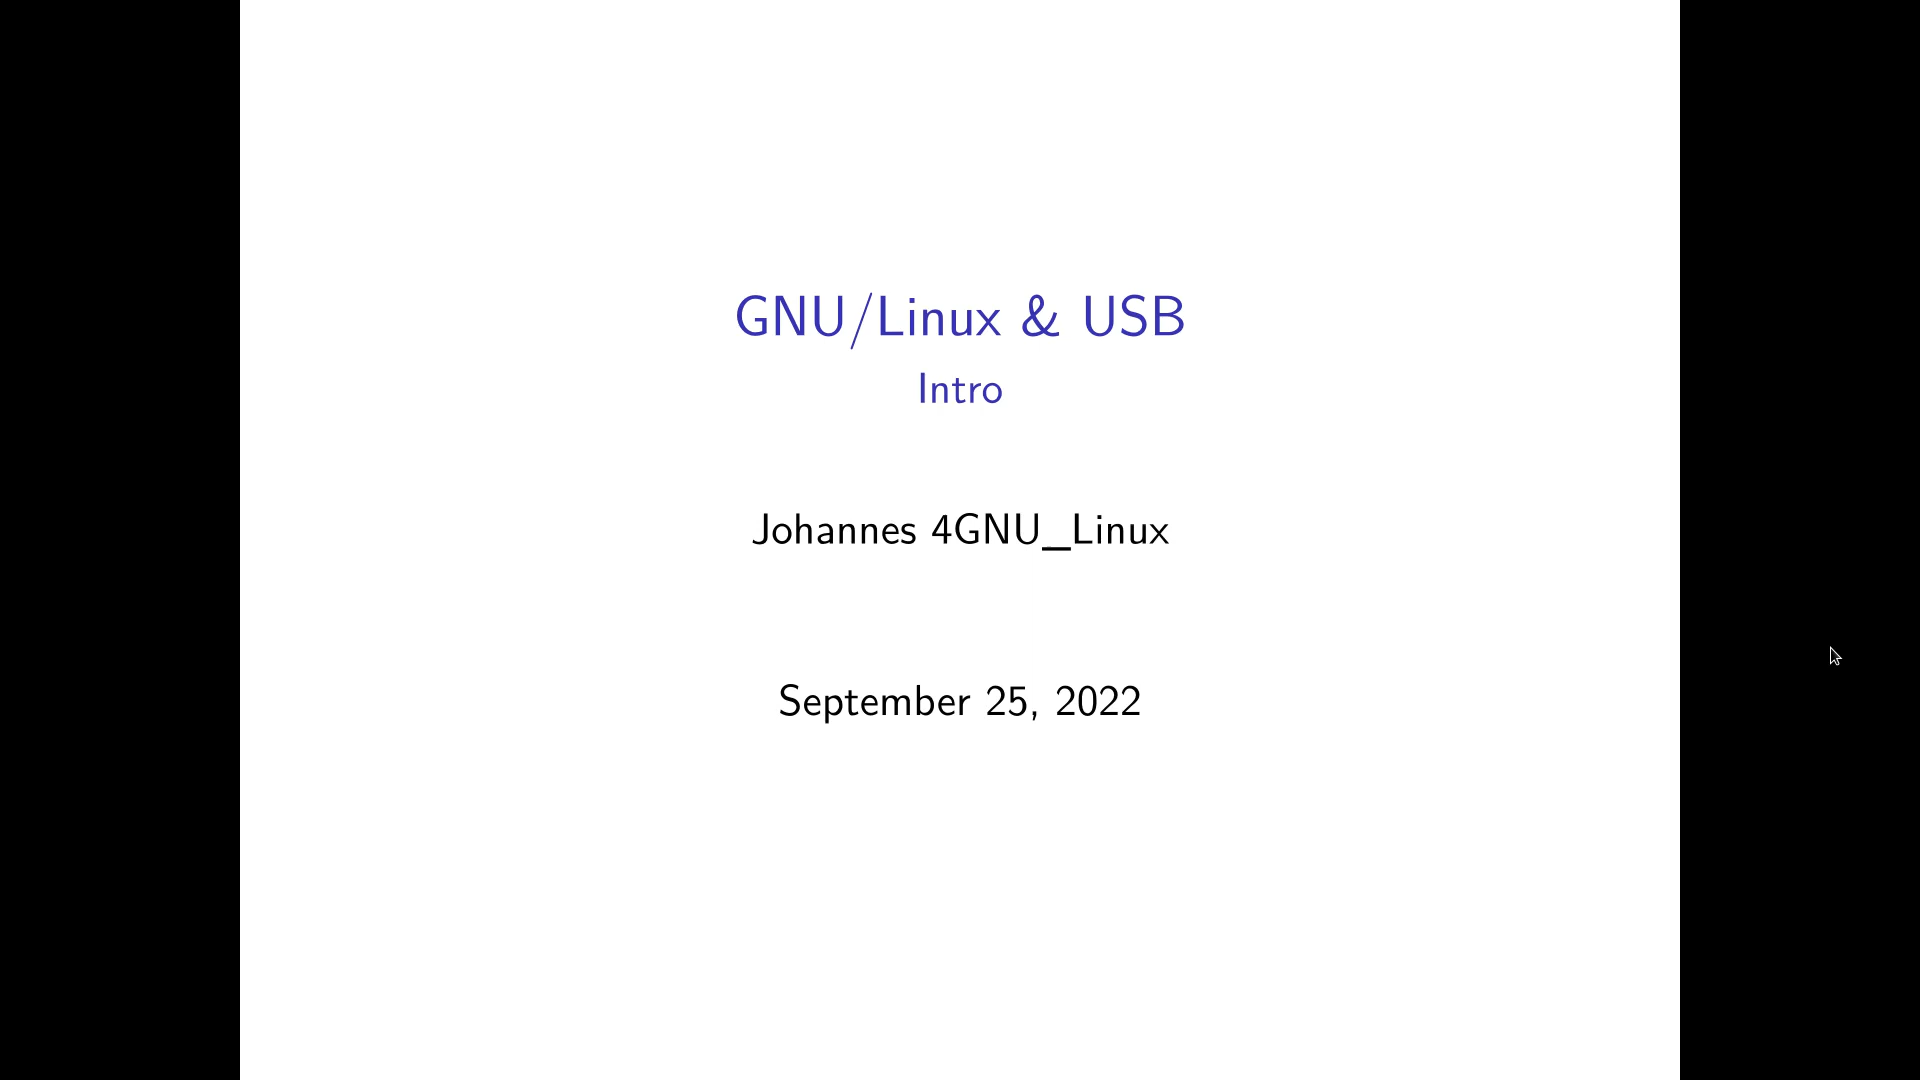 GNU/Linux & USB
Intro
Johannes 4GNU_Linux
September 25, 2022